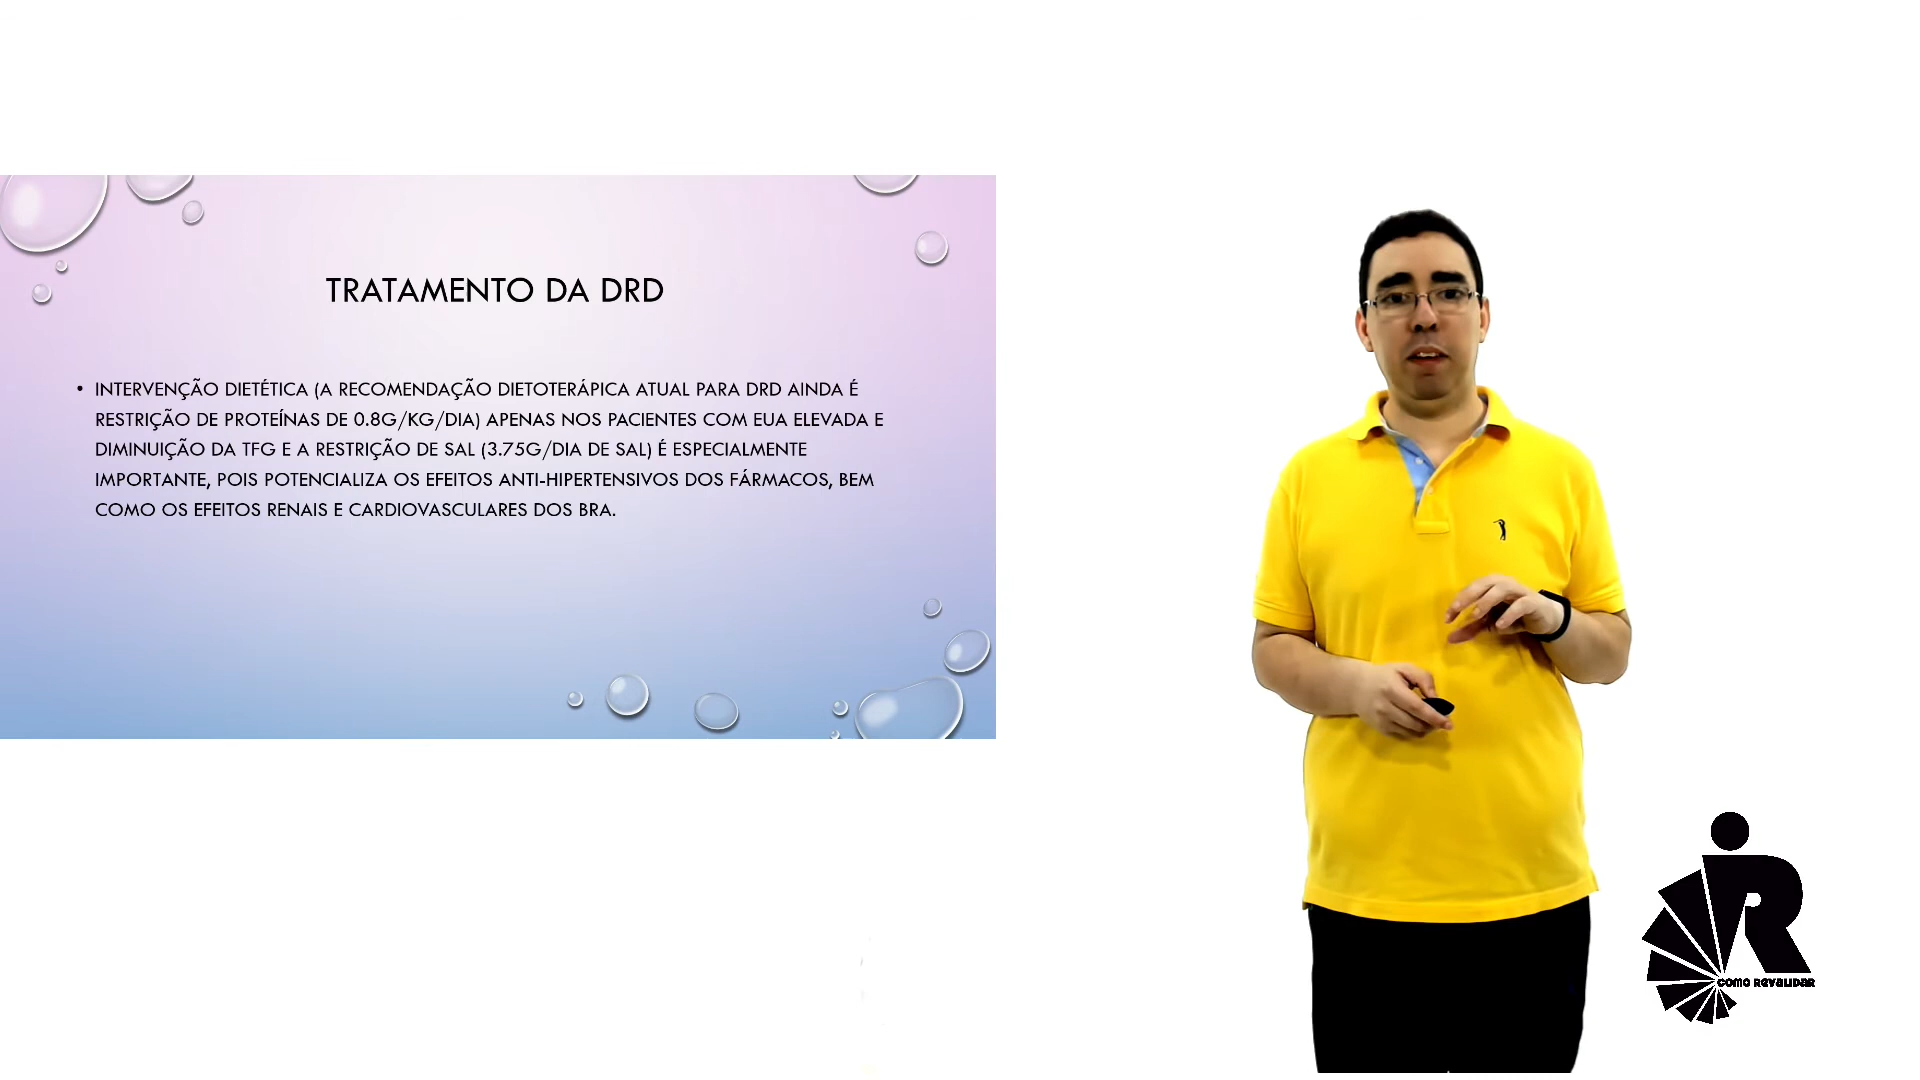 TRATAMENTO DA DRD
• INTERVENÇÃO DIETÉTICA (A RECOMENDAÇÃO DIETOTERÁPICA ATUAL PARA DRD AINDA É
RESTRIÇÃO DE PROTEÍNAS DE 0.8G/KG/DIA) APENAS NOS PACIENTES COM EUA ELEVADA E
DIMINUIÇÃO DA TFG E A RESTRIÇÃO DE SAL (3.75G/DIA DE SAL) É ESPECIALMENTE
IMPORTANTE, POIS POTENCIALIZA OS EFEITOS ANTI-HIPERTENSIVOS DOS FÁRMACOS, BEM
COMO OS EFEITOS RENAIS E CARDIOVASCULARES DOS BRA.
R
COMO REVALIDAR